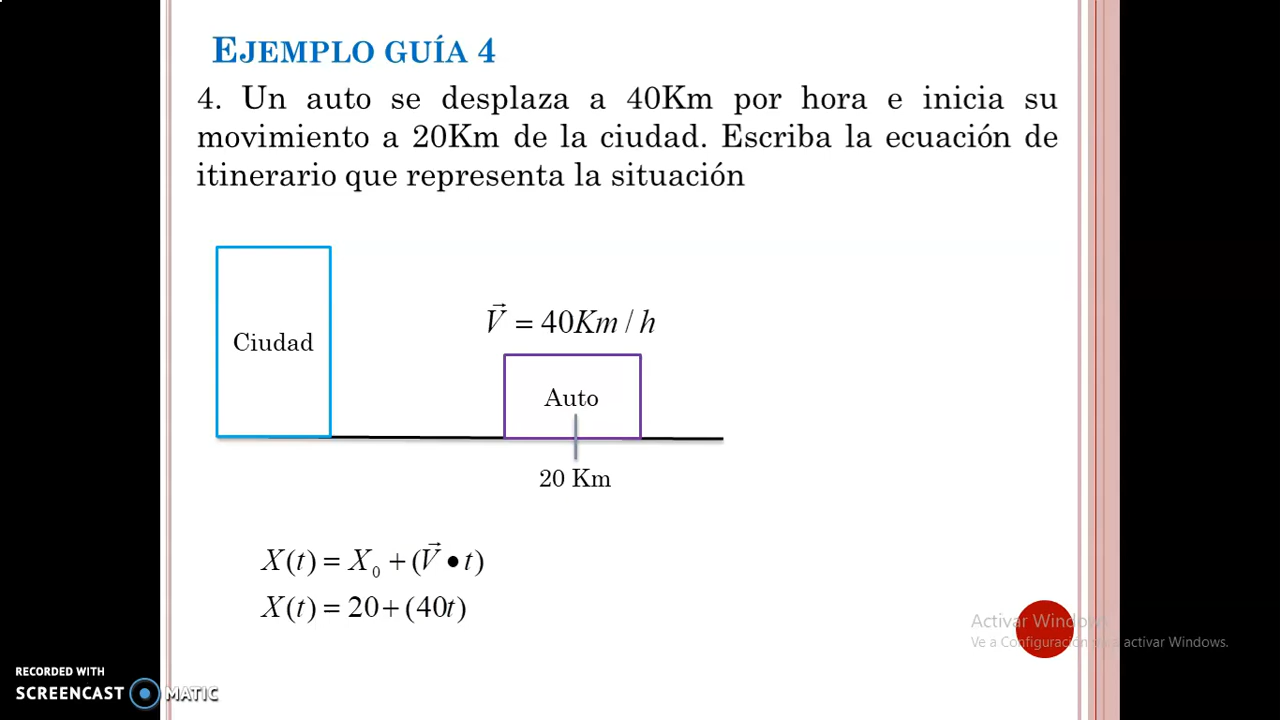 EJEMPLO GUÍA 4
4. Un auto se desplaza a 40Km por hora e inicia su
movimiento a 20Km de la ciudad. Escriba la ecuación de
itinerario que representa la situación
V⃗ = 40Km / h
Ciudad
Auto
20 Km
X(t) = X₀ + (V⃗ • t)
X(t) = 20 + (40t)
Activar Windows
Ve a Configuración para activar Windows.
RECORDED WITH
SCREENCAST MATIC